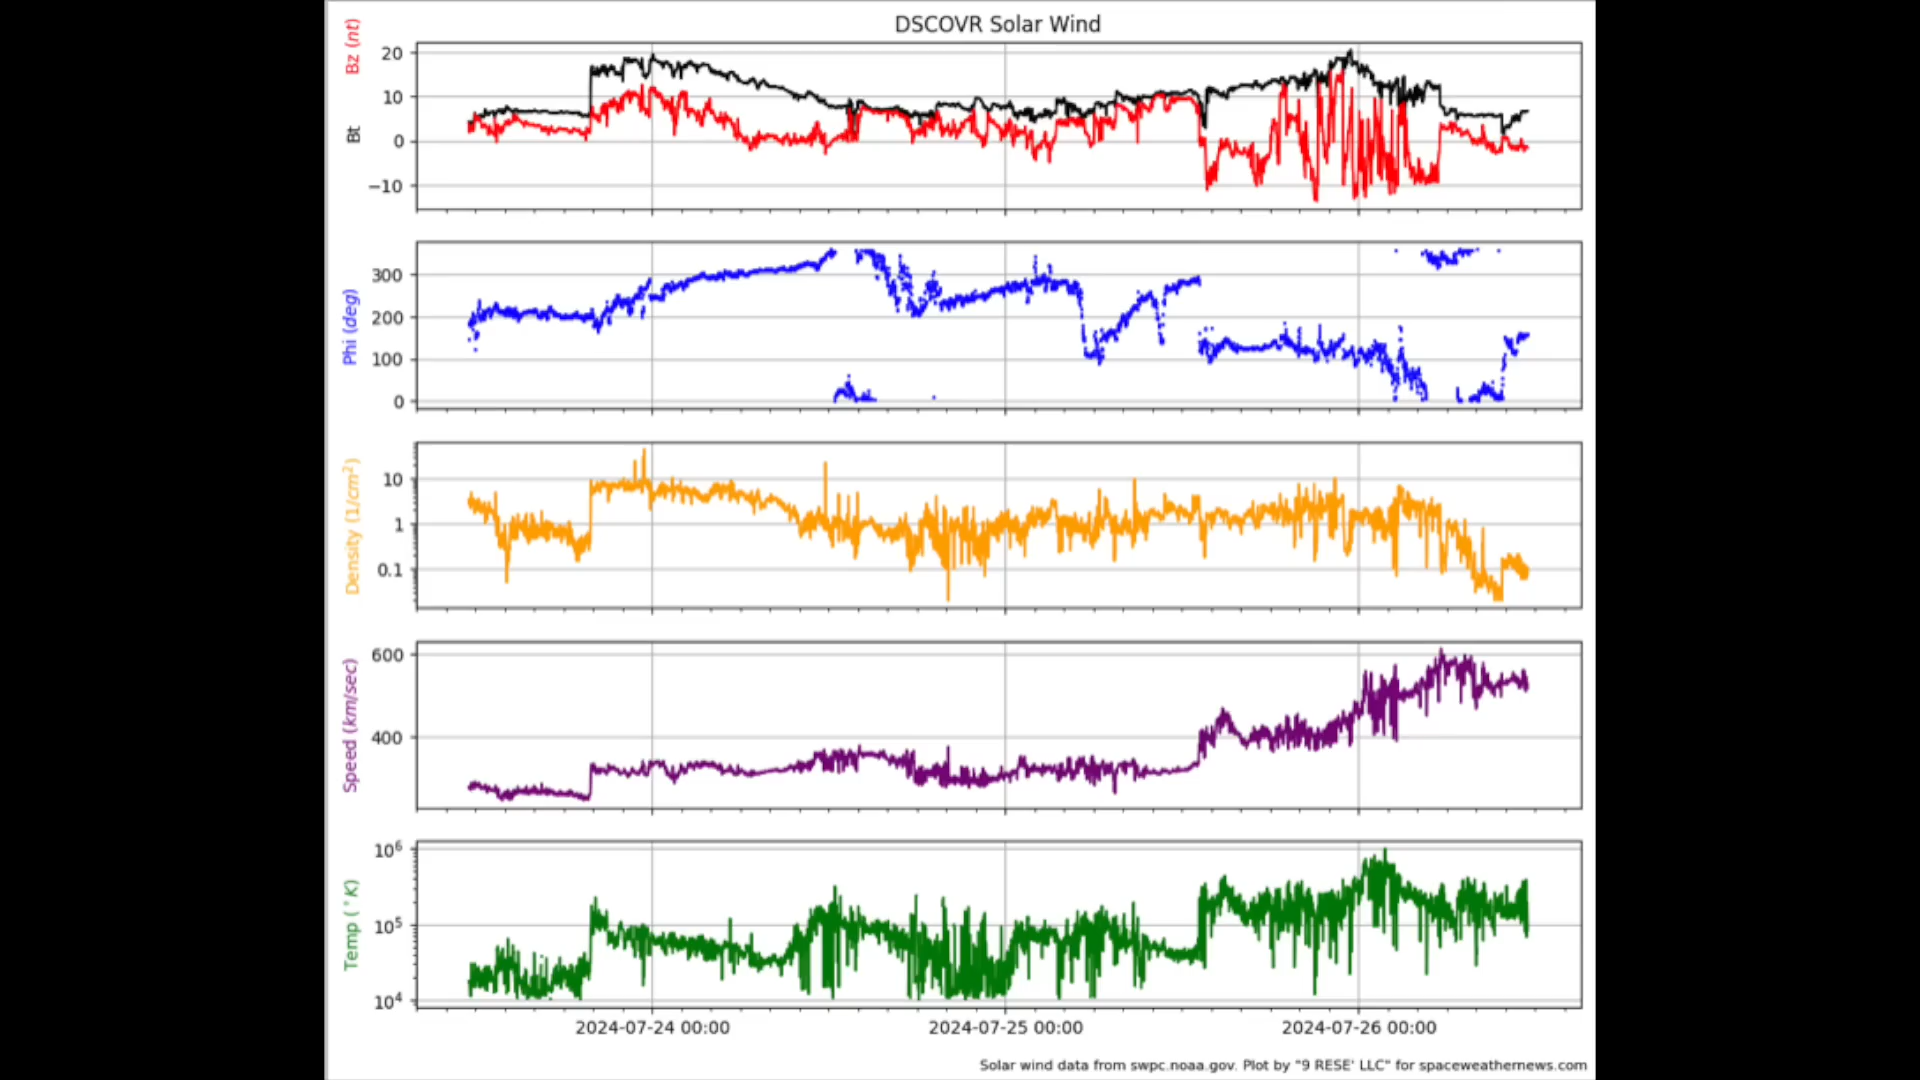 DSCOVR Solar Wind
Bz (nt)
Bt
20
10
0
−10
Phi (deg)
300
200
100
0
Density (1/cm²)
10
1
0.1
Speed (km/sec)
600
400
Temp (°K)
10⁶
10⁵
10⁴
2024-07-24 00:00
2024-07-25 00:00
2024-07-26 00:00
Solar wind data from swpc.noaa.gov. Plot by "9 RESE' LLC" for spaceweathernews.com